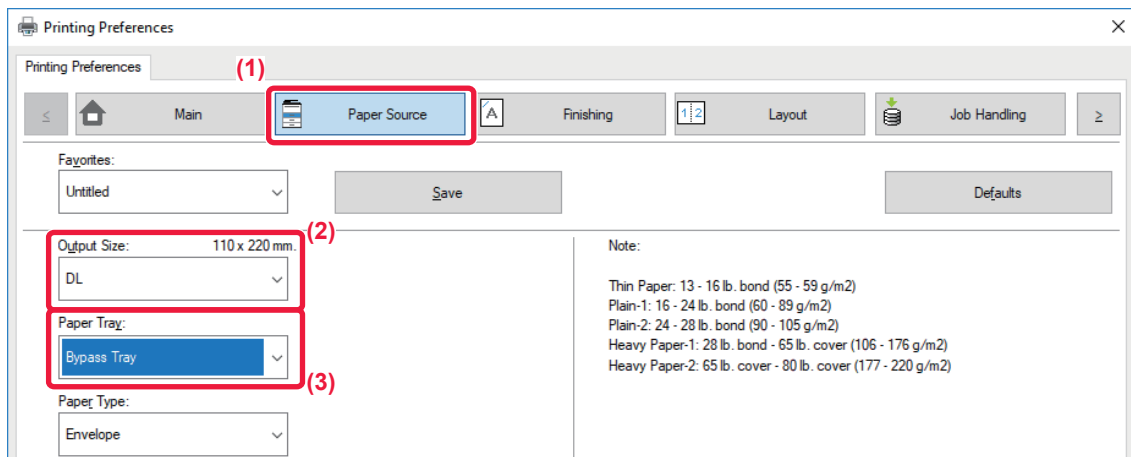 Printing Preferences
Printing Preferences
(1)
< Main Paper Source A Finishing 1 2 Layout Job Handling >
Favorites:
Untitled Save Defaults
(2)
Output Size: 110 x 220 mm.
DL
Paper Tray:
Bypass Tray
(3)
Paper Type:
Envelope
Note:
Thin Paper: 13 - 16 lb. bond (55 - 59 g/m2)
Plain-1: 16 - 24 lb. bond (60 - 89 g/m2)
Plain-2: 24 - 28 lb. bond (90 - 105 g/m2)
Heavy Paper-1: 28 lb. bond - 65 lb. cover (106 - 176 g/m2)
Heavy Paper-2: 65 lb. cover - 80 lb. cover (177 - 220 g/m2)